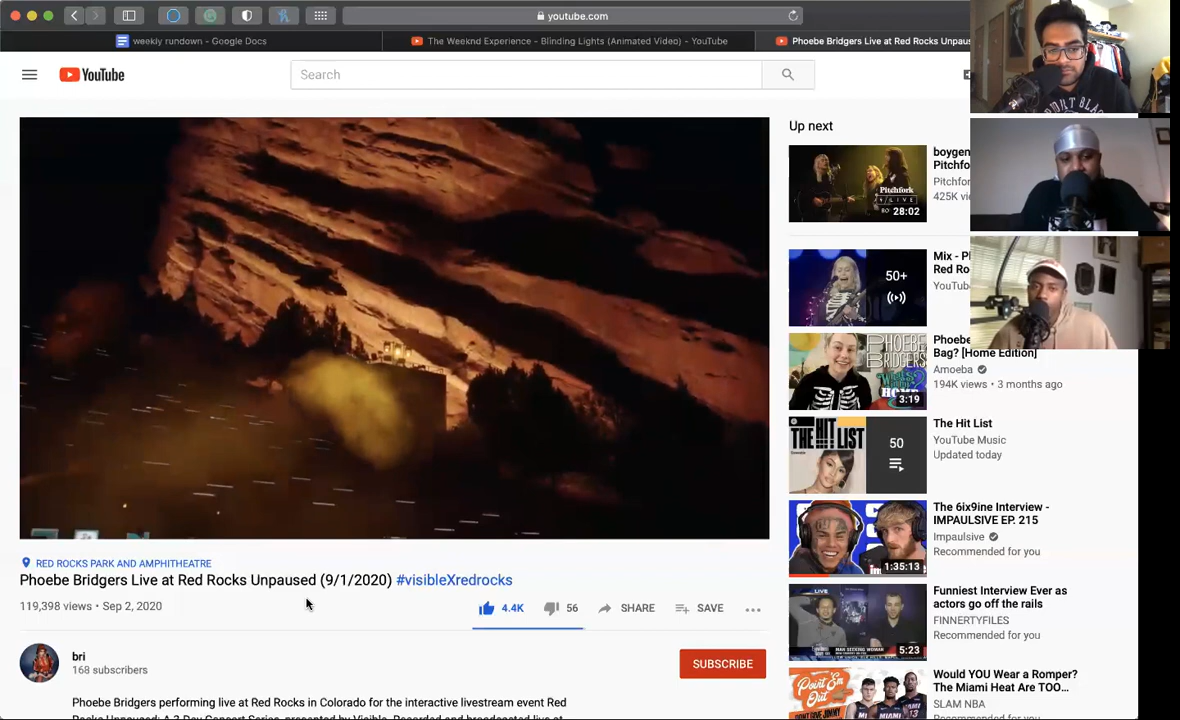 youtube.com
weekly rundown - Google Docs
The Weeknd Experience - Blinding Lights (Animated Video) - YouTube
Phoebe Bridgers Live at Red Rocks Unpaus
YouTube
Search
Up next
boygen
Pitchfo
Pitchfor
425K vi
Pitchfork
LIVE
28:02
Mix - P
Red Ro
YouTub
50+
Phoebe
Bag? [Home Edition]
Amoeba
194K views • 3 months ago
PHOEBE
BRIDGERS
3:19
The Hit List
YouTube Music
Updated today
THE HIT
LIST
50
The 6ix9ine Interview -
IMPAULSIVE EP. 215
Impaulsive
Recommended for you
1:35:13
Funniest Interview Ever as
actors go off the rails
FINNERTYFILES
Recommended for you
5:23
Would YOU Wear a Romper?
The Miami Heat Are TOO...
SLAM NBA
RED ROCKS PARK AND AMPHITHEATRE
Phoebe Bridgers Live at Red Rocks Unpaused (9/1/2020) #visibleXredrocks
119,398 views • Sep 2, 2020
4.4K
56
SHARE
SAVE
bri
168 subscribers
SUBSCRIBE
Phoebe Bridgers performing live at Red Rocks in Colorado for the interactive livestream event Red